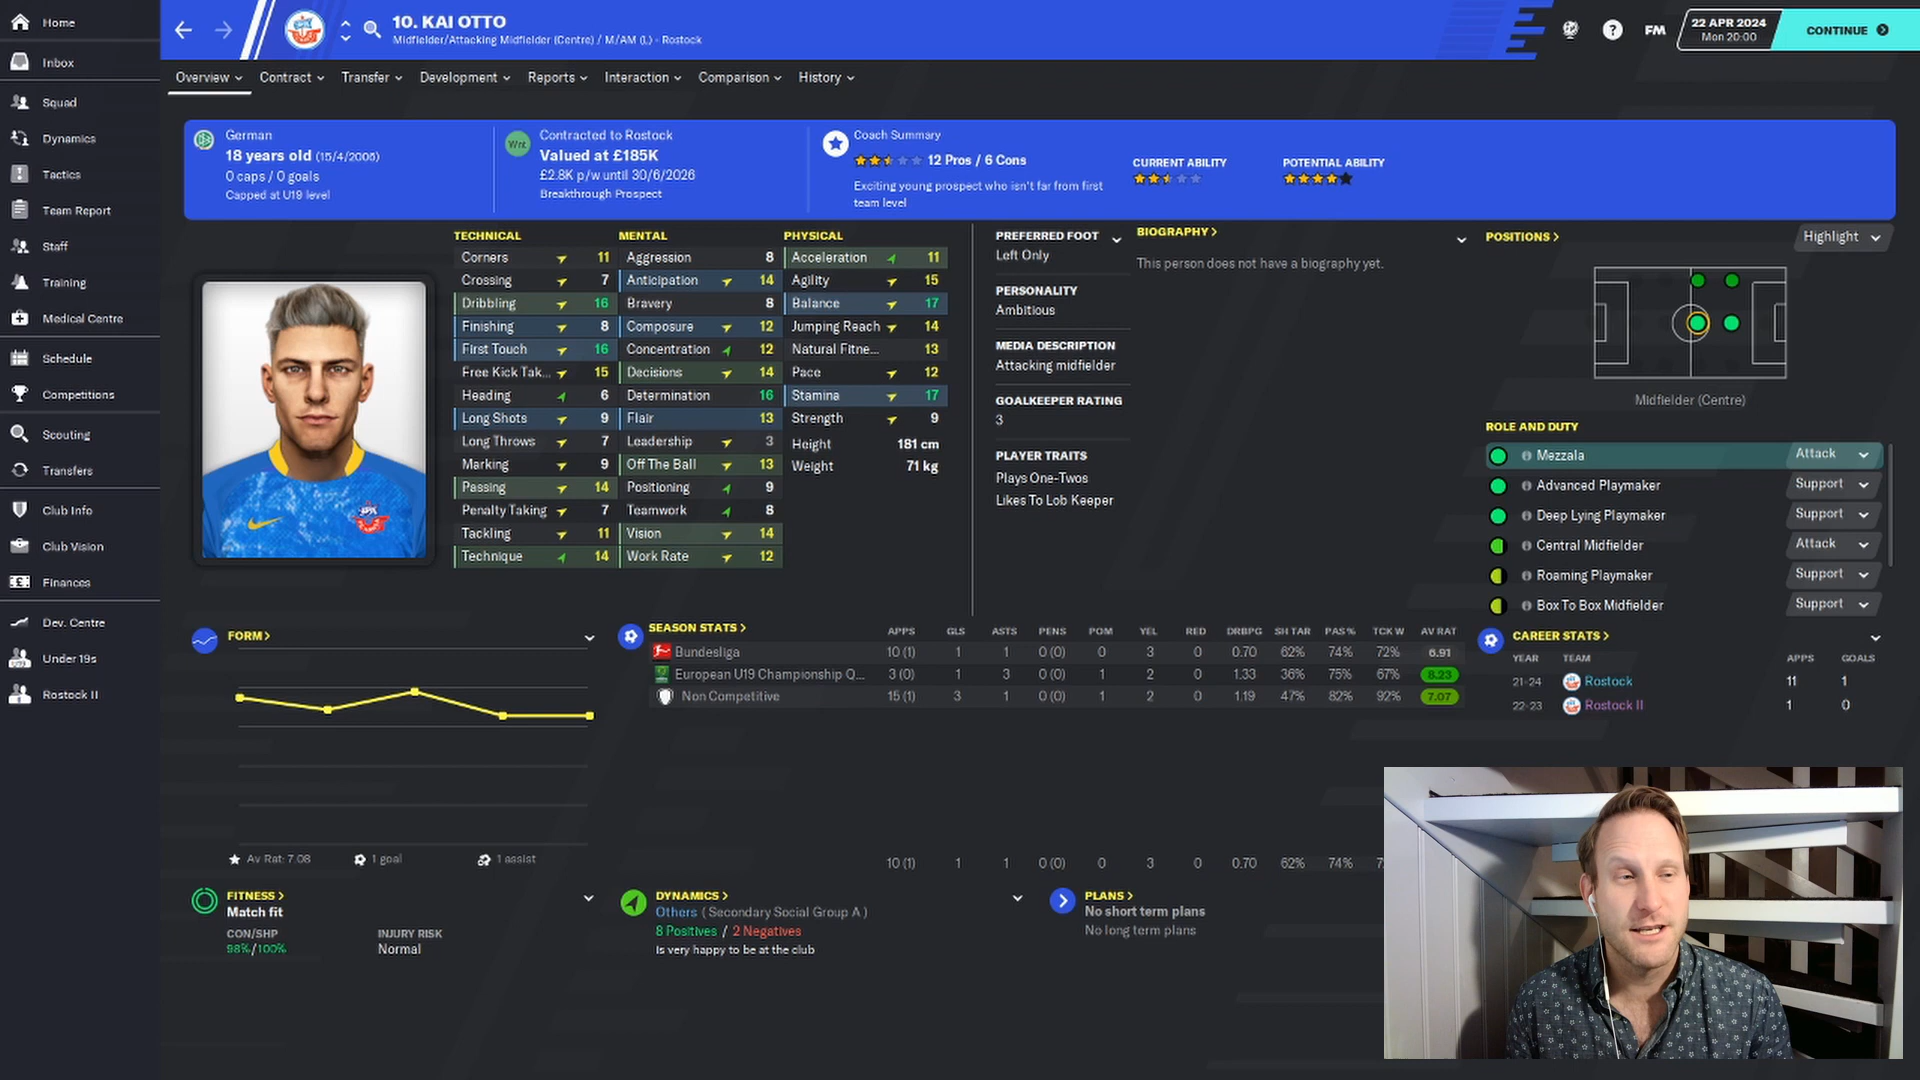 Home
Inbox
Squad
Dynamics
Tactics
Team Report
Staff
Training
Medical Centre
Schedule
Competitions
Scouting
Transfers
Club Info
Club Vision
Finances
Dev. Centre
Under 19s
Rostock II
10. KAI OTTO
Midfielder/Attacking Midfielder (Centre) / M/AM (L) - Rostock
FM
22 APR 2024
Mon 20:00
CONTINUE
Overview Contract Transfer Development Reports Interaction Comparison History
German
18 years old (15/4/2006)
0 caps / 0 goals
Capped at U19 level
Wnt
Contracted to Rostock
Valued at £185K
£2.8K p/w until 30/6/2026
Breakthrough Prospect
Coach Summary
12 Pros / 6 Cons
Exciting young prospect who isn't far from first
team level
CURRENT ABILITY
POTENTIAL ABILITY
TECHNICAL
Corners 11
Crossing 7
Dribbling 16
Finishing 8
First Touch 16
Free Kick Tak... 15
Heading 6
Long Shots 9
Long Throws 7
Marking 9
Passing 14
Penalty Taking 7
Tackling 11
Technique 14
MENTAL
Aggression 8
Anticipation 14
Bravery 8
Composure 12
Concentration 12
Decisions 14
Determination 16
Flair 13
Leadership 3
Off The Ball 13
Positioning 9
Teamwork 8
Vision 14
Work Rate 12
PHYSICAL
Acceleration 11
Agility 15
Balance 17
Jumping Reach 14
Natural Fitne... 13
Pace 12
Stamina 17
Strength 9
Height 181 cm
Weight 71 kg
PREFERRED FOOT
Left Only
PERSONALITY
Ambitious
MEDIA DESCRIPTION
Attacking midfielder
GOALKEEPER RATING
3
PLAYER TRAITS
Plays One-Twos
Likes To Lob Keeper
BIOGRAPHY >
This person does not have a biography yet.
POSITIONS >
Highlight
Midfielder (Centre)
ROLE AND DUTY
Mezzala Attack
Advanced Playmaker Support
Deep Lying Playmaker Support
Central Midfielder Attack
Roaming Playmaker Support
Box To Box Midfielder Support
FORM >
Av Rat: 7.08 1 goal 1 assist
SEASON STATS > APPS GLS ASTS PENS POM YEL RED DRBPG SH TAR PAS % TCK W AV RAT
Bundesliga 10 (1) 1 1 0 (0) 0 3 0 0.70 62% 74% 72% 6.91
European U19 Championship Q... 3 (0) 1 3 0 (0) 1 2 0 1.33 36% 75% 67% 8.23
Non Competitive 15 (1) 3 1 0 (0) 1 2 0 1.19 47% 82% 92% 7.07
10 (1) 1 1 0 (0) 0 3 0 0.70 62% 74%
CAREER STATS >
YEAR TEAM APPS GOALS
21-24 Rostock 11 1
22-23 Rostock II 1 0
FITNESS >
Match fit
CON/SHP
98%/100%
INJURY RISK
Normal
DYNAMICS >
Others ( Secondary Social Group A )
8 Positives / 2 Negatives
Is very happy to be at the club
PLANS >
No short term plans
No long term plans